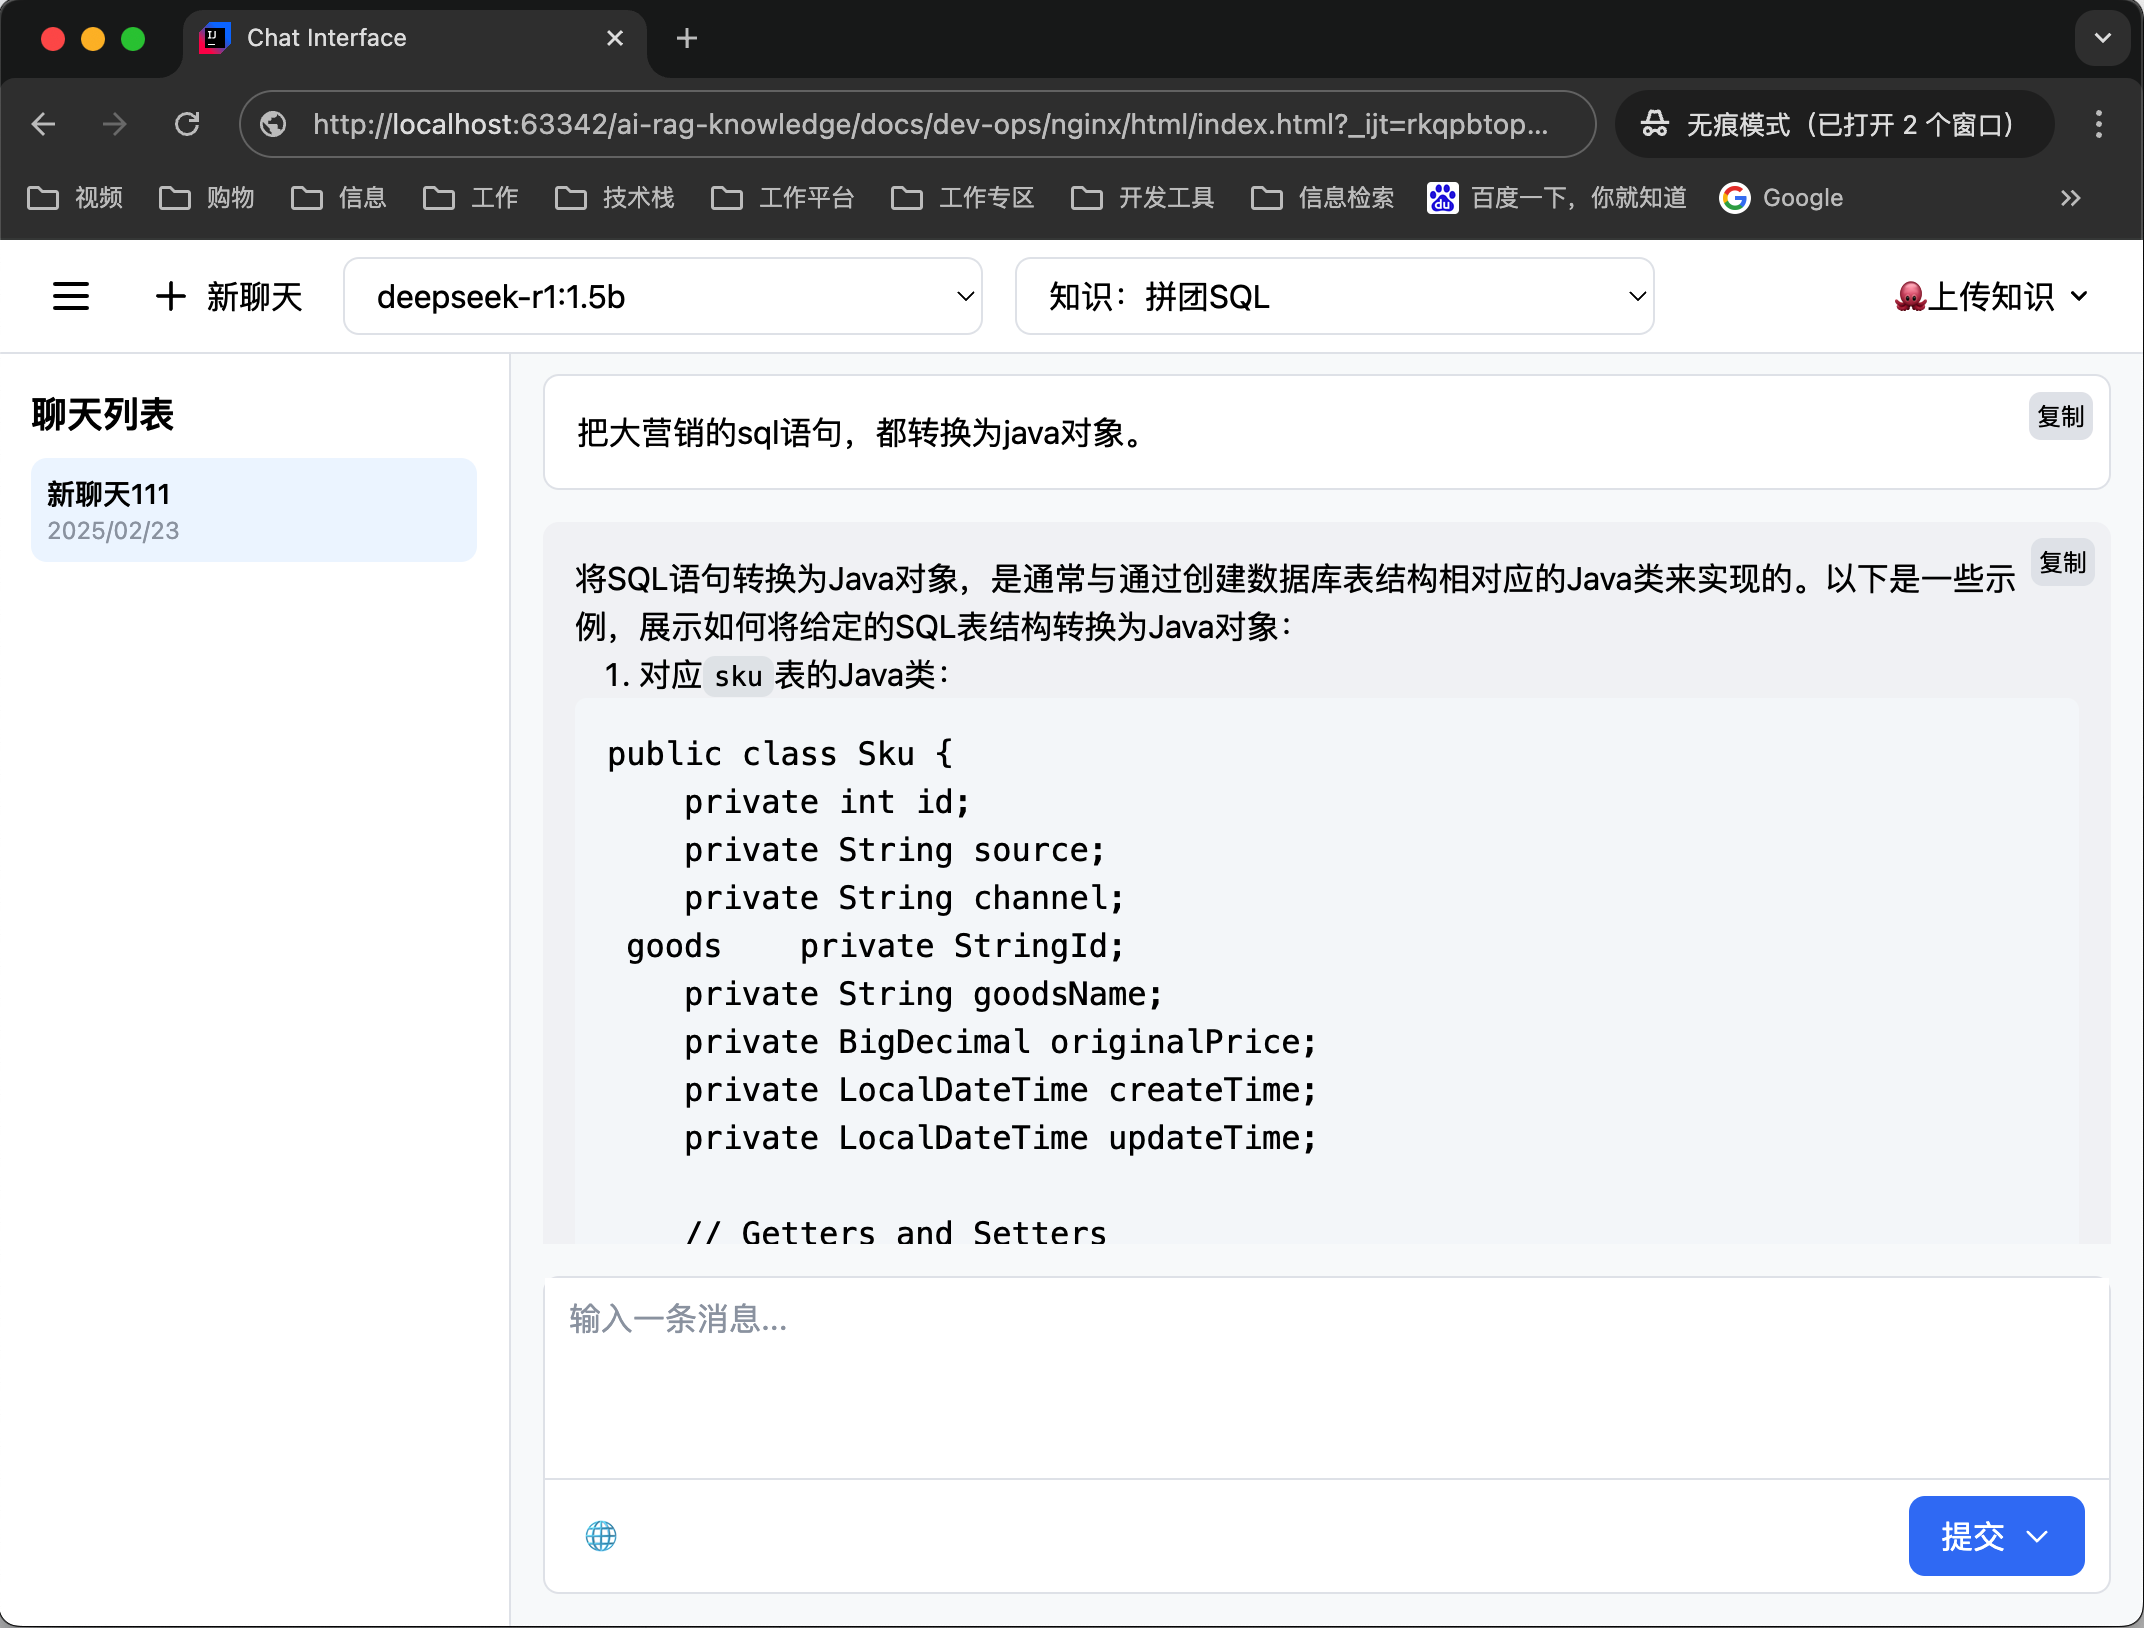 Chat Interface
http://localhost:63342/ai-rag-knowledge/docs/dev-ops/nginx/html/index.html?_ijt=rkqpbtop...
无痕模式（已打开 2 个窗口）
视频 购物 信息 工作 技术栈 工作平台 工作专区 开发工具 信息检索 百度一下，你就知道 Google
新聊天 deepseek-r1:1.5b 知识：拼团SQL 上传知识
聊天列表
新聊天111
2025/02/23
把大营销的sql语句，都转换为java对象。
复制
将SQL语句转换为Java对象，是通常与通过创建数据库表结构相对应的Java类来实现的。以下是一些示
例，展示如何将给定的SQL表结构转换为Java对象：
复制
1. 对应 sku 表的Java类：
public class Sku {
    private int id;
    private String source;
    private String channel;
 goods    private StringId;
    private String goodsName;
    private BigDecimal originalPrice;
    private LocalDateTime createTime;
    private LocalDateTime updateTime;
    // Getters and Setters
输入一条消息...
提交